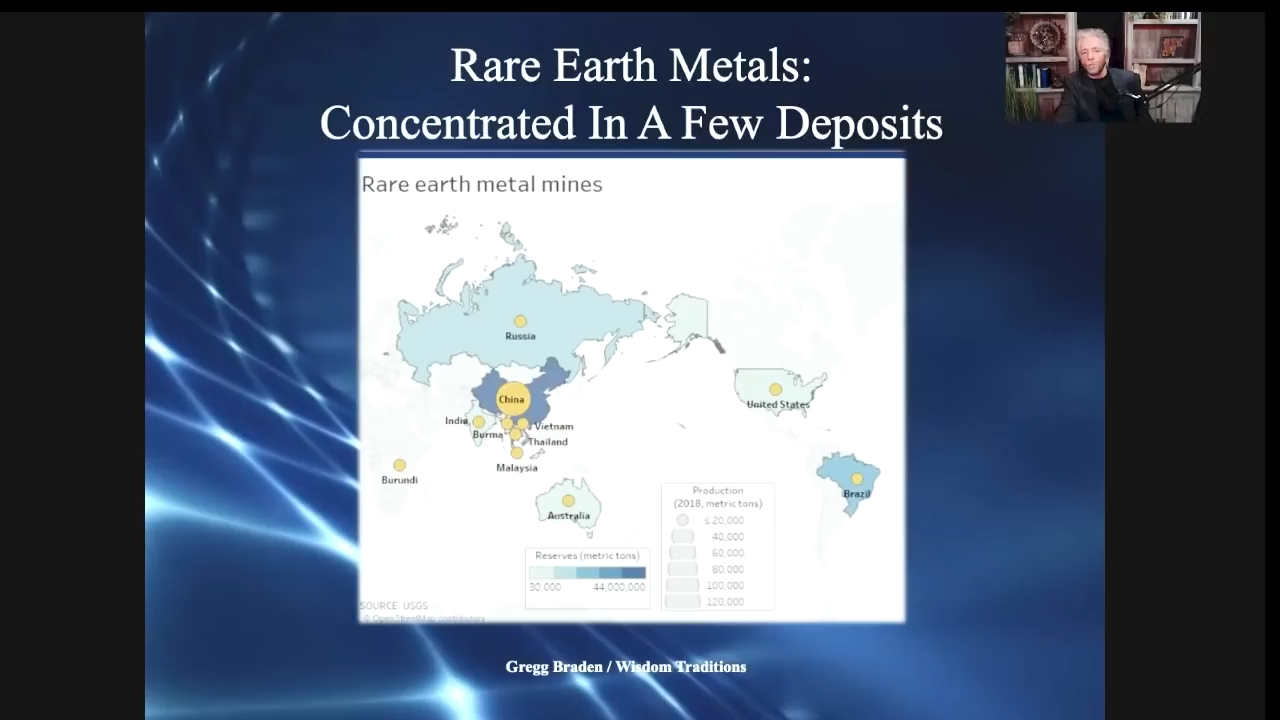 Rare Earth Metals:
Concentrated In A Few Deposits
Rare earth metal mines
Russia
China
United States
India
Vietnam
Burma
Thailand
Malaysia
Burundi
Brazil
Australia
Production
(2018, metric tons)
≤ 20,000
40,000
60,000
80,000
100,000
120,000
Reserves (metric tons)
30,000 44,000,000
SOURCE: USGS
© OpenStreetMap contributors
Gregg Braden / Wisdom Traditions